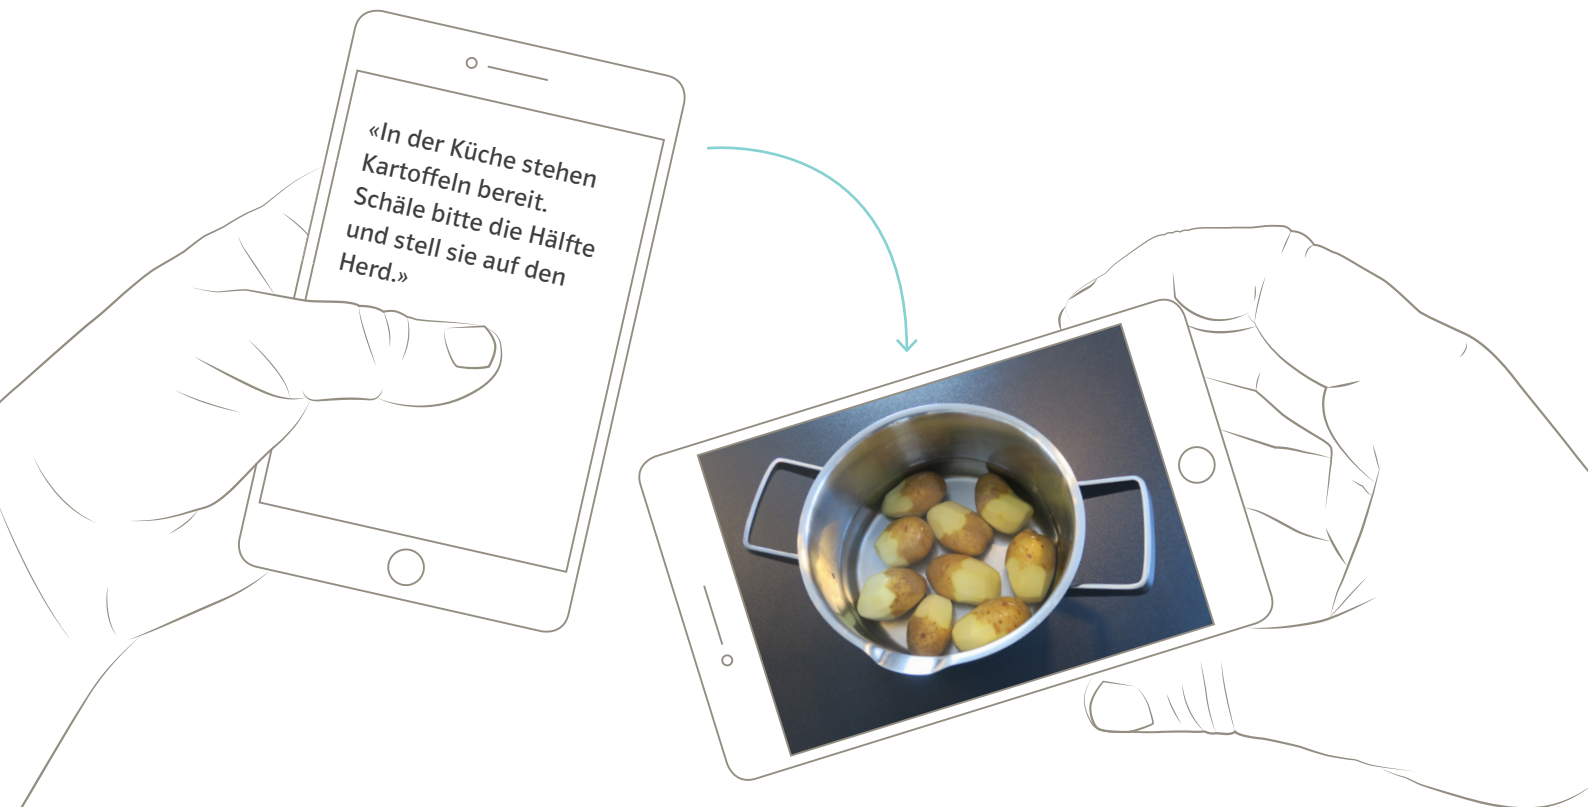 «In der Küche stehen
Kartoffeln bereit.
Schäle bitte die Hälfte
und stell sie auf den
Herd.»